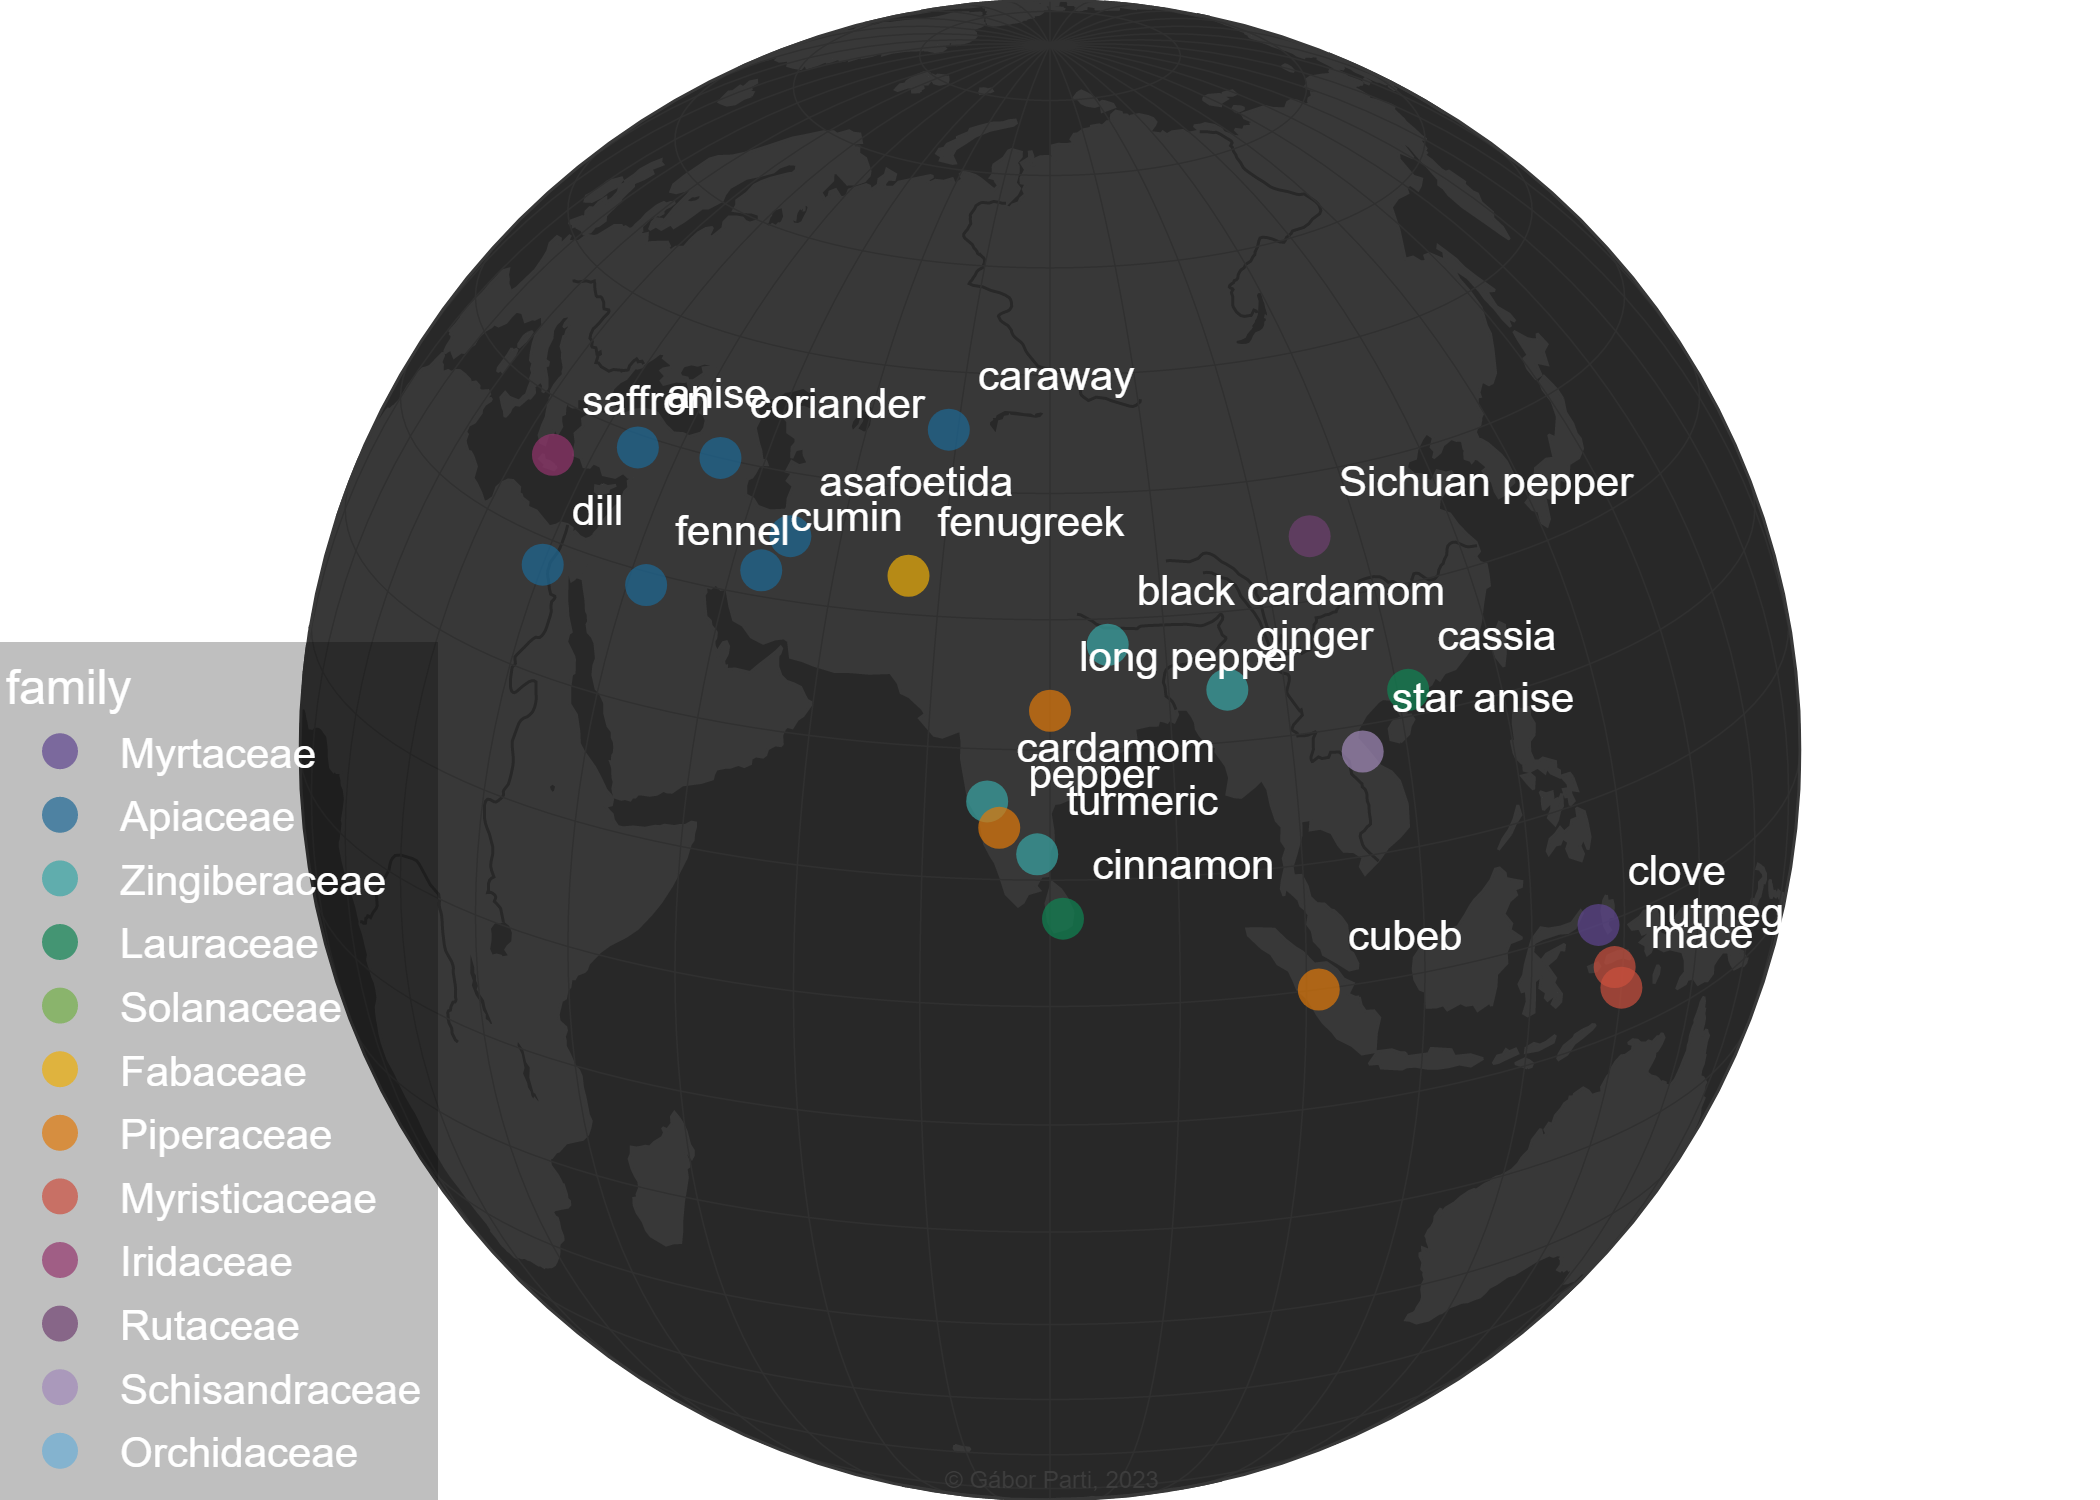 caraway
saffron
anise
coriander
asafoetida
Sichuan pepper
dill
fennel
cumin
fenugreek
black cardamom
ginger
cassia
long pepper
star anise
cardamom
pepper
turmeric
cinnamon
clove
nutmeg
mace
cubeb
family
Myrtaceae
Apiaceae
Zingiberaceae
Lauraceae
Solanaceae
Fabaceae
Piperaceae
Myristicaceae
Iridaceae
Rutaceae
Schisandraceae
Orchidaceae
© Gábor Parti, 2023